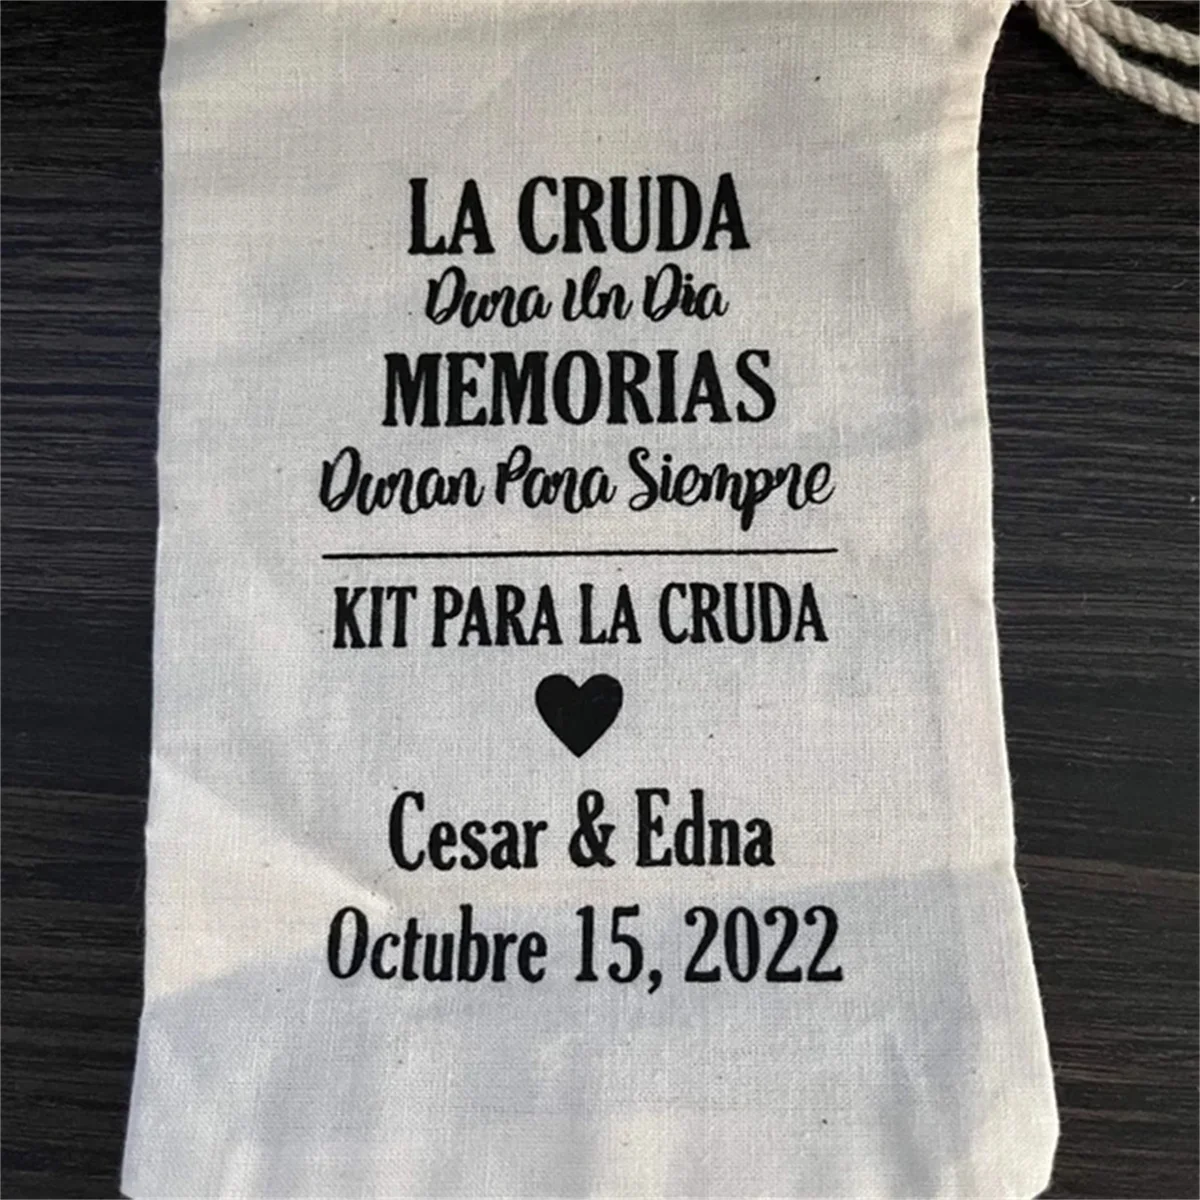 LA CRUDA
Dura Un Dia
MEMORIAS
Duran Para Siempre
KIT PARA LA CRUDA
Cesar & Edna
Octubre 15, 2022